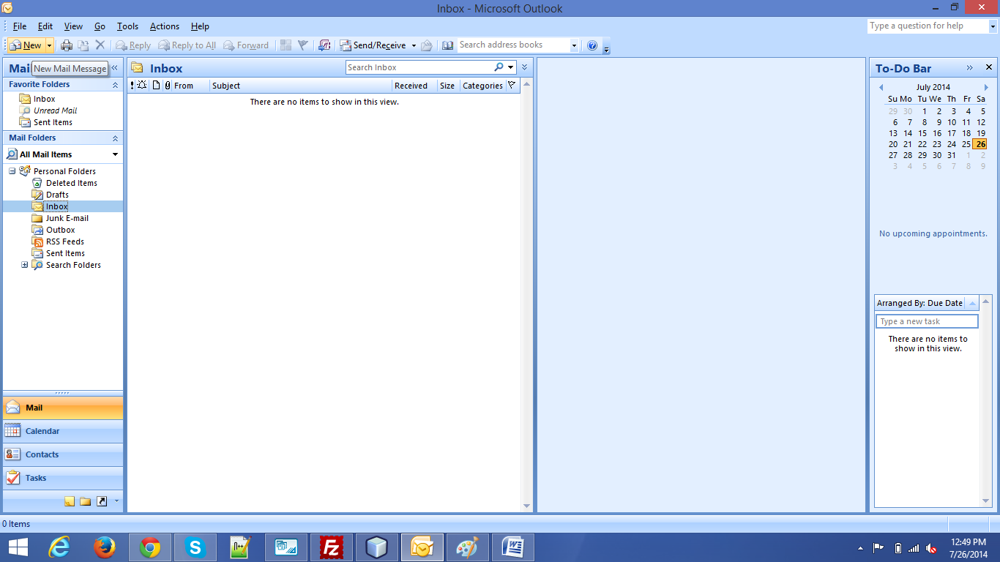 Inbox - Microsoft Outlook
File Edit View Go Tools Actions Help
Type a question for help
New Reply Reply to All Forward Send/Receive Search address books
Mail
New Mail Message
Favorite Folders
Inbox
Unread Mail
Sent Items
Mail Folders
All Mail Items
Personal Folders
Deleted Items
Drafts
Inbox
Junk E-mail
Outbox
RSS Feeds
Sent Items
Search Folders
Mail
Calendar
Contacts
Tasks
Inbox
Search Inbox
From Subject Received Size Categories
There are no items to show in this view.
To-Do Bar
July 2014
Su Mo Tu We Th Fr Sa
29 30 1 2 3 4 5
6 7 8 9 10 11 12
13 14 15 16 17 18 19
20 21 22 23 24 25 26
27 28 29 30 31 1 2
3 4 5 6 7 8 9
No upcoming appointments.
Arranged By: Due Date
Type a new task
There are no items to
show in this view.
0 Items
12:49 PM
7/26/2014